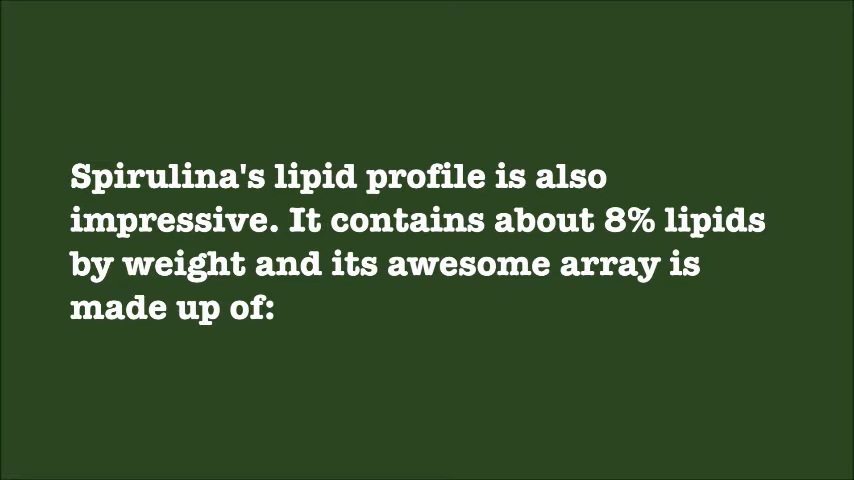 Spirulina's lipid profile is also
impressive. It contains about 8% lipids
by weight and its awesome array is
made up of: